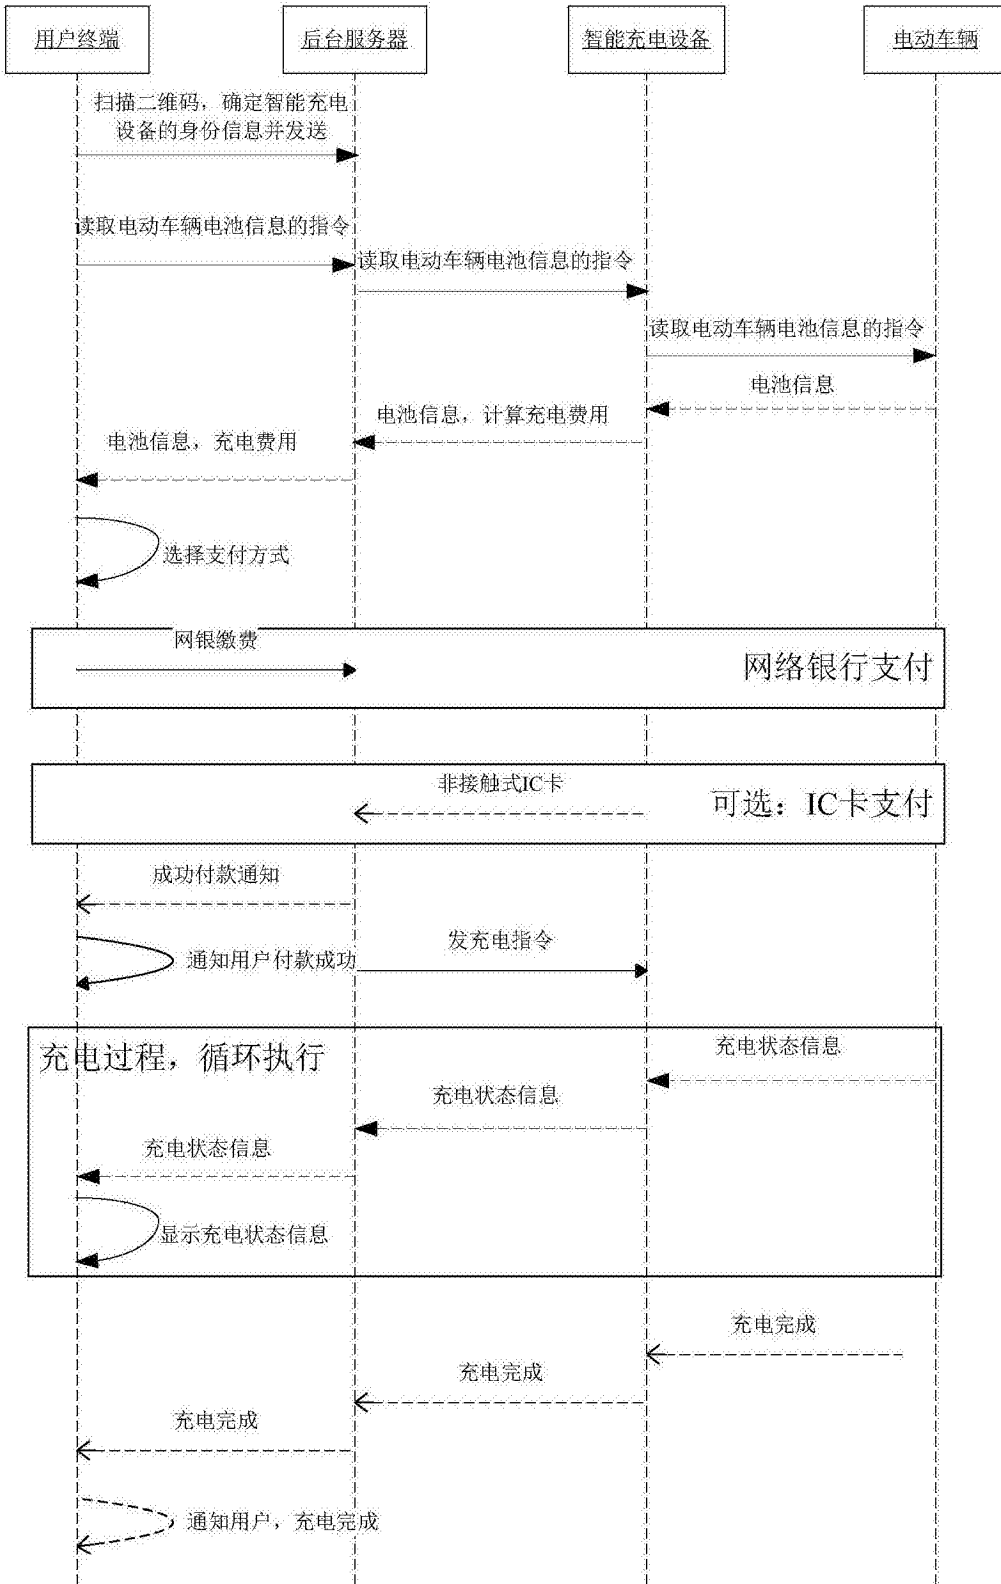 用户终端
后台服务器
智能充电设备
电动车辆
扫描二维码，确定智能充电
设备的身份信息并发送
读取电动车辆电池信息的指令
读取电动车辆电池信息的指令
读取电动车辆电池信息的指令
电池信息
电池信息，计算充电费用
电池信息，充电费用
选择支付方式
网银缴费
网络银行支付
非接触式IC卡
可选：IC卡支付
成功付款通知
发充电指令
通知用户付款成功
充电过程，循环执行
充电状态信息
充电状态信息
充电状态信息
显示充电状态信息
充电完成
充电完成
充电完成
通知用户，充电完成